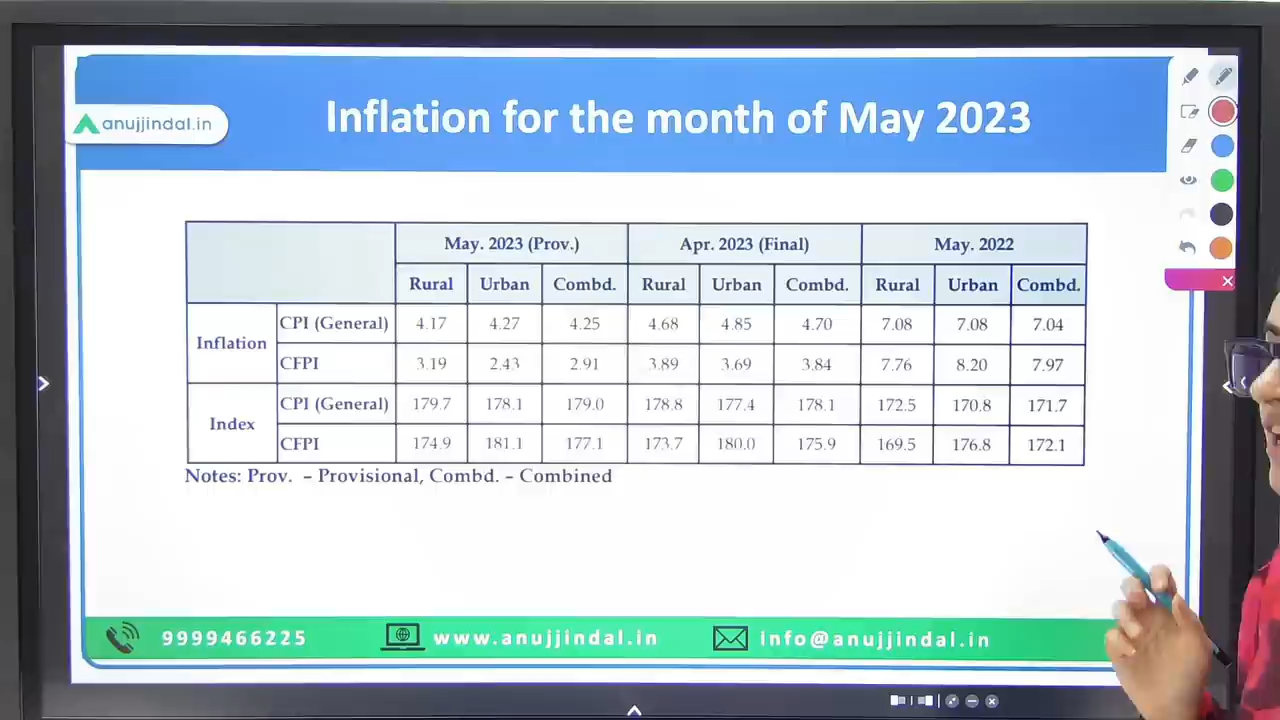 anujjindal.in
Inflation for the month of May 2023
May. 2023 (Prov.) Apr. 2023 (Final) May. 2022
Rural Urban Combd. Rural Urban Combd. Rural Urban Combd.
Inflation
CPI (General) 4.17 4.27 4.25 4.68 4.85 4.70 7.08 7.08 7.04
CFPI 3.19 2.43 2.91 3.89 3.69 3.84 7.76 8.20 7.97
Index
CPI (General) 179.7 178.1 179.0 178.8 177.4 178.1 172.5 170.8 171.7
CFPI 174.9 181.1 177.1 173.7 180.0 175.9 169.5 176.8 172.1
Notes: Prov. – Provisional, Combd. – Combined
9999466225 www.anujjindal.in info@anujjindal.in